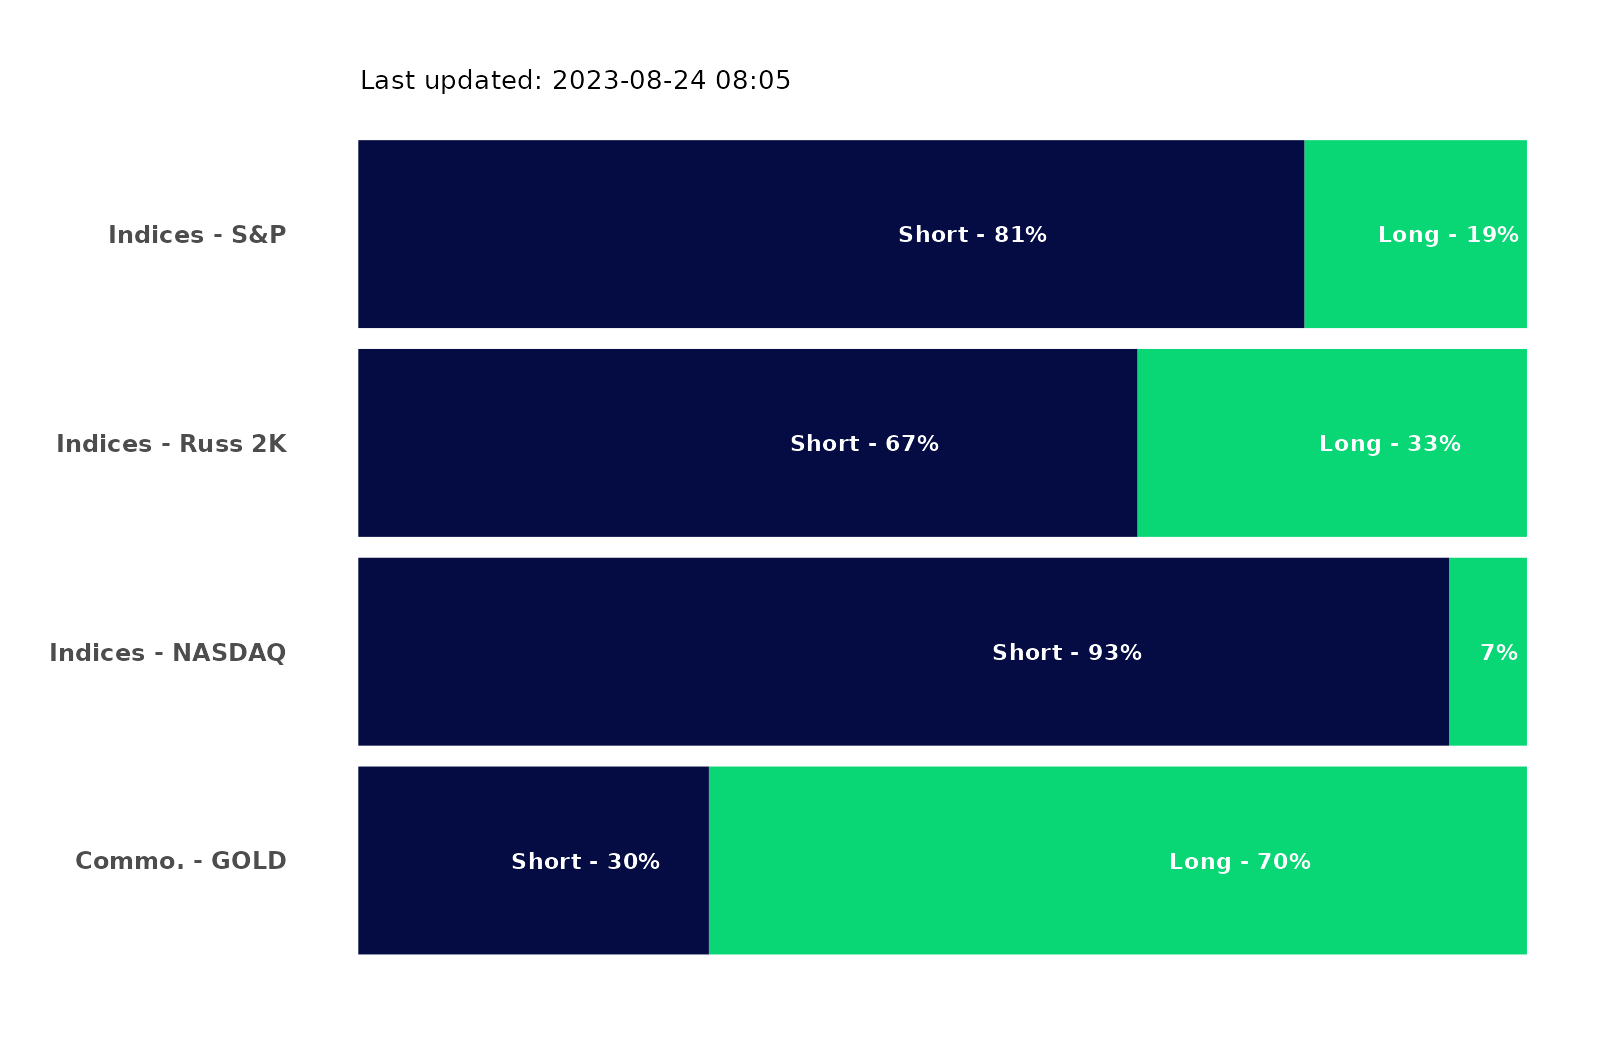 Last updated: 2023-08-24 08:05
Indices - S&P Short - 81% Long - 19%
Indices - Russ 2K Short - 67% Long - 33%
Indices - NASDAQ Short - 93% 7%
Commo. - GOLD Short - 30% Long - 70%